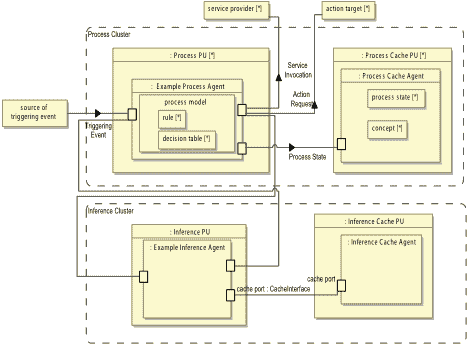 service provider [*]
action target [*]
Process Cluster
: Process PU [*]
: Process Cache PU [*]
Service
Invocation
: Example Process Agent
: Process Cache Agent
process model
Action
Request
process state [*]
source of
triggering event
rule [*]
Triggering
Event
decision table [*]
concept [*]
Process State
Inference Cluster
: Inference Cache PU
: Inference PU
: Example Inference Agent
: Inference Cache Agent
cache port
cache port : CacheInterface